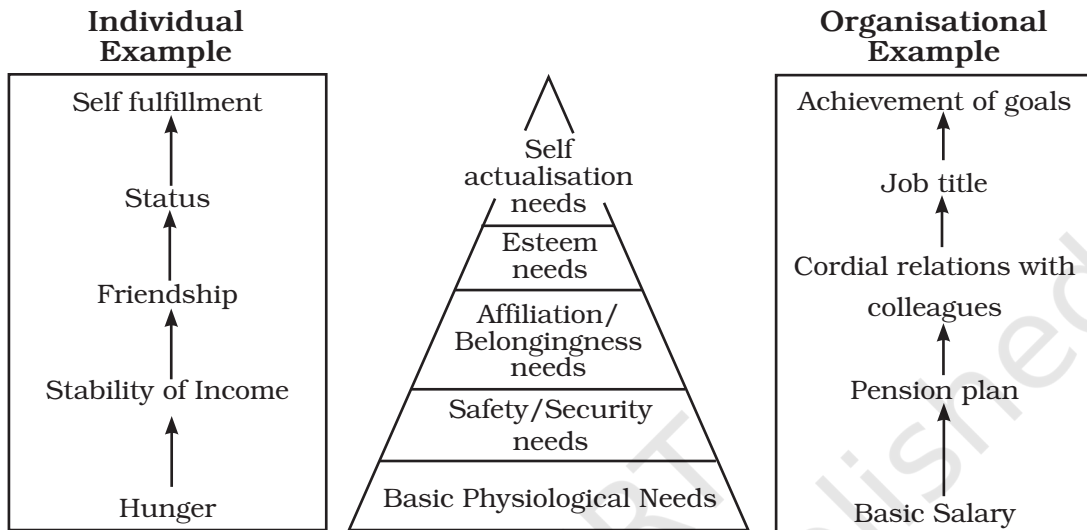 Individual
Example
Self fulfillment
Status
Friendship
Stability of Income
Hunger
Self
actualisation
needs
Esteem
needs
Affiliation/
Belongingness
needs
Safety/Security
needs
Basic Physiological Needs
Organisational
Example
Achievement of goals
Job title
Cordial relations with
colleagues
Pension plan
Basic Salary